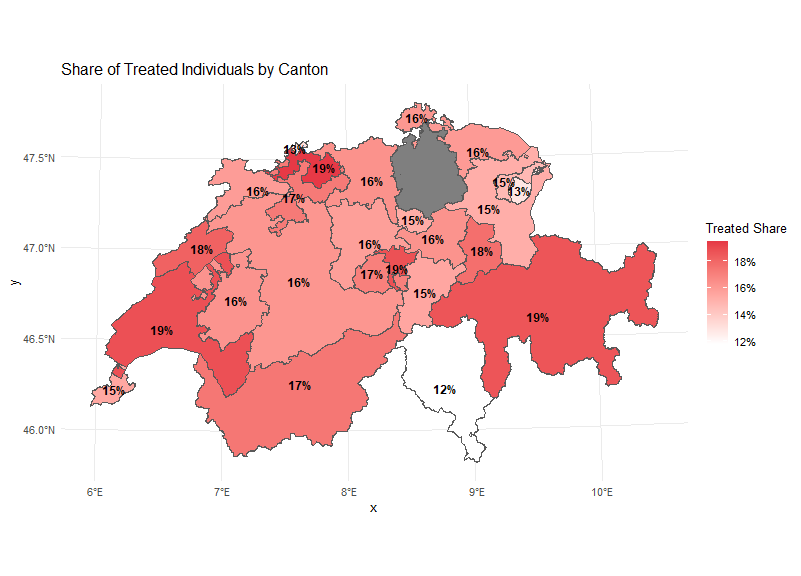 Share of Treated Individuals by Canton
16%
13%
47.5°N
16%
19%
16%
15%
13%
16%
17%
15%
15%
Treated Share
18%
16%
47.0°N
18%
18%
16%
y
17%
19%
16%
16%
15%
14%
19%
19%
12%
46.5°N
17%
12%
15%
46.0°N
6°E
7°E
8°E
9°E
10°E
x